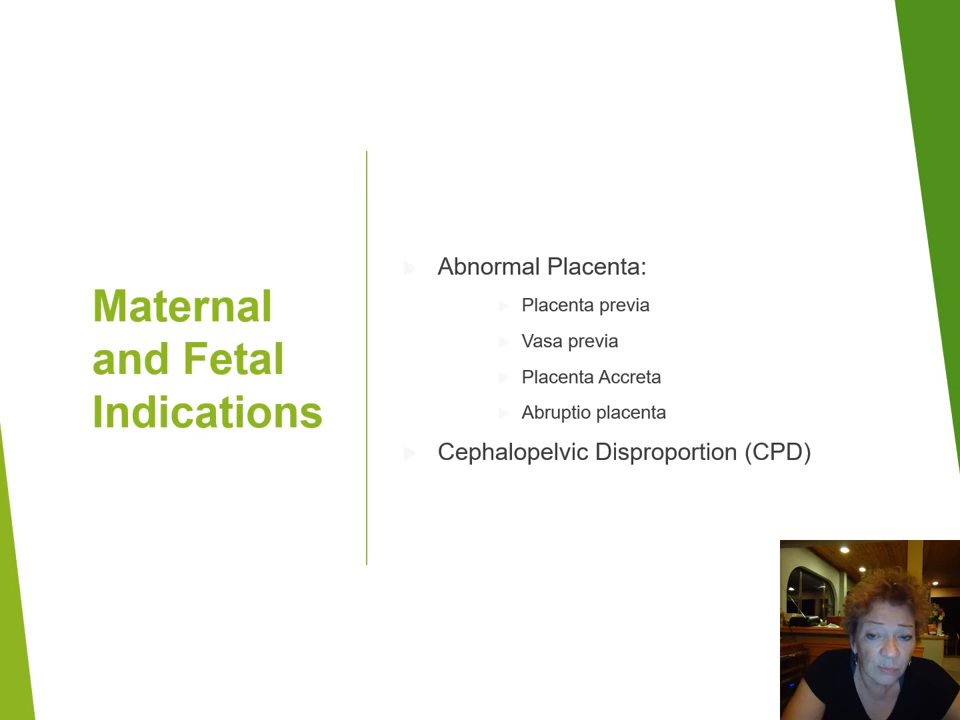 Maternal
and Fetal
Indications
Abnormal Placenta:
Placenta previa
Vasa previa
Placenta Accreta
Abruptio placenta
Cephalopelvic Disproportion (CPD)